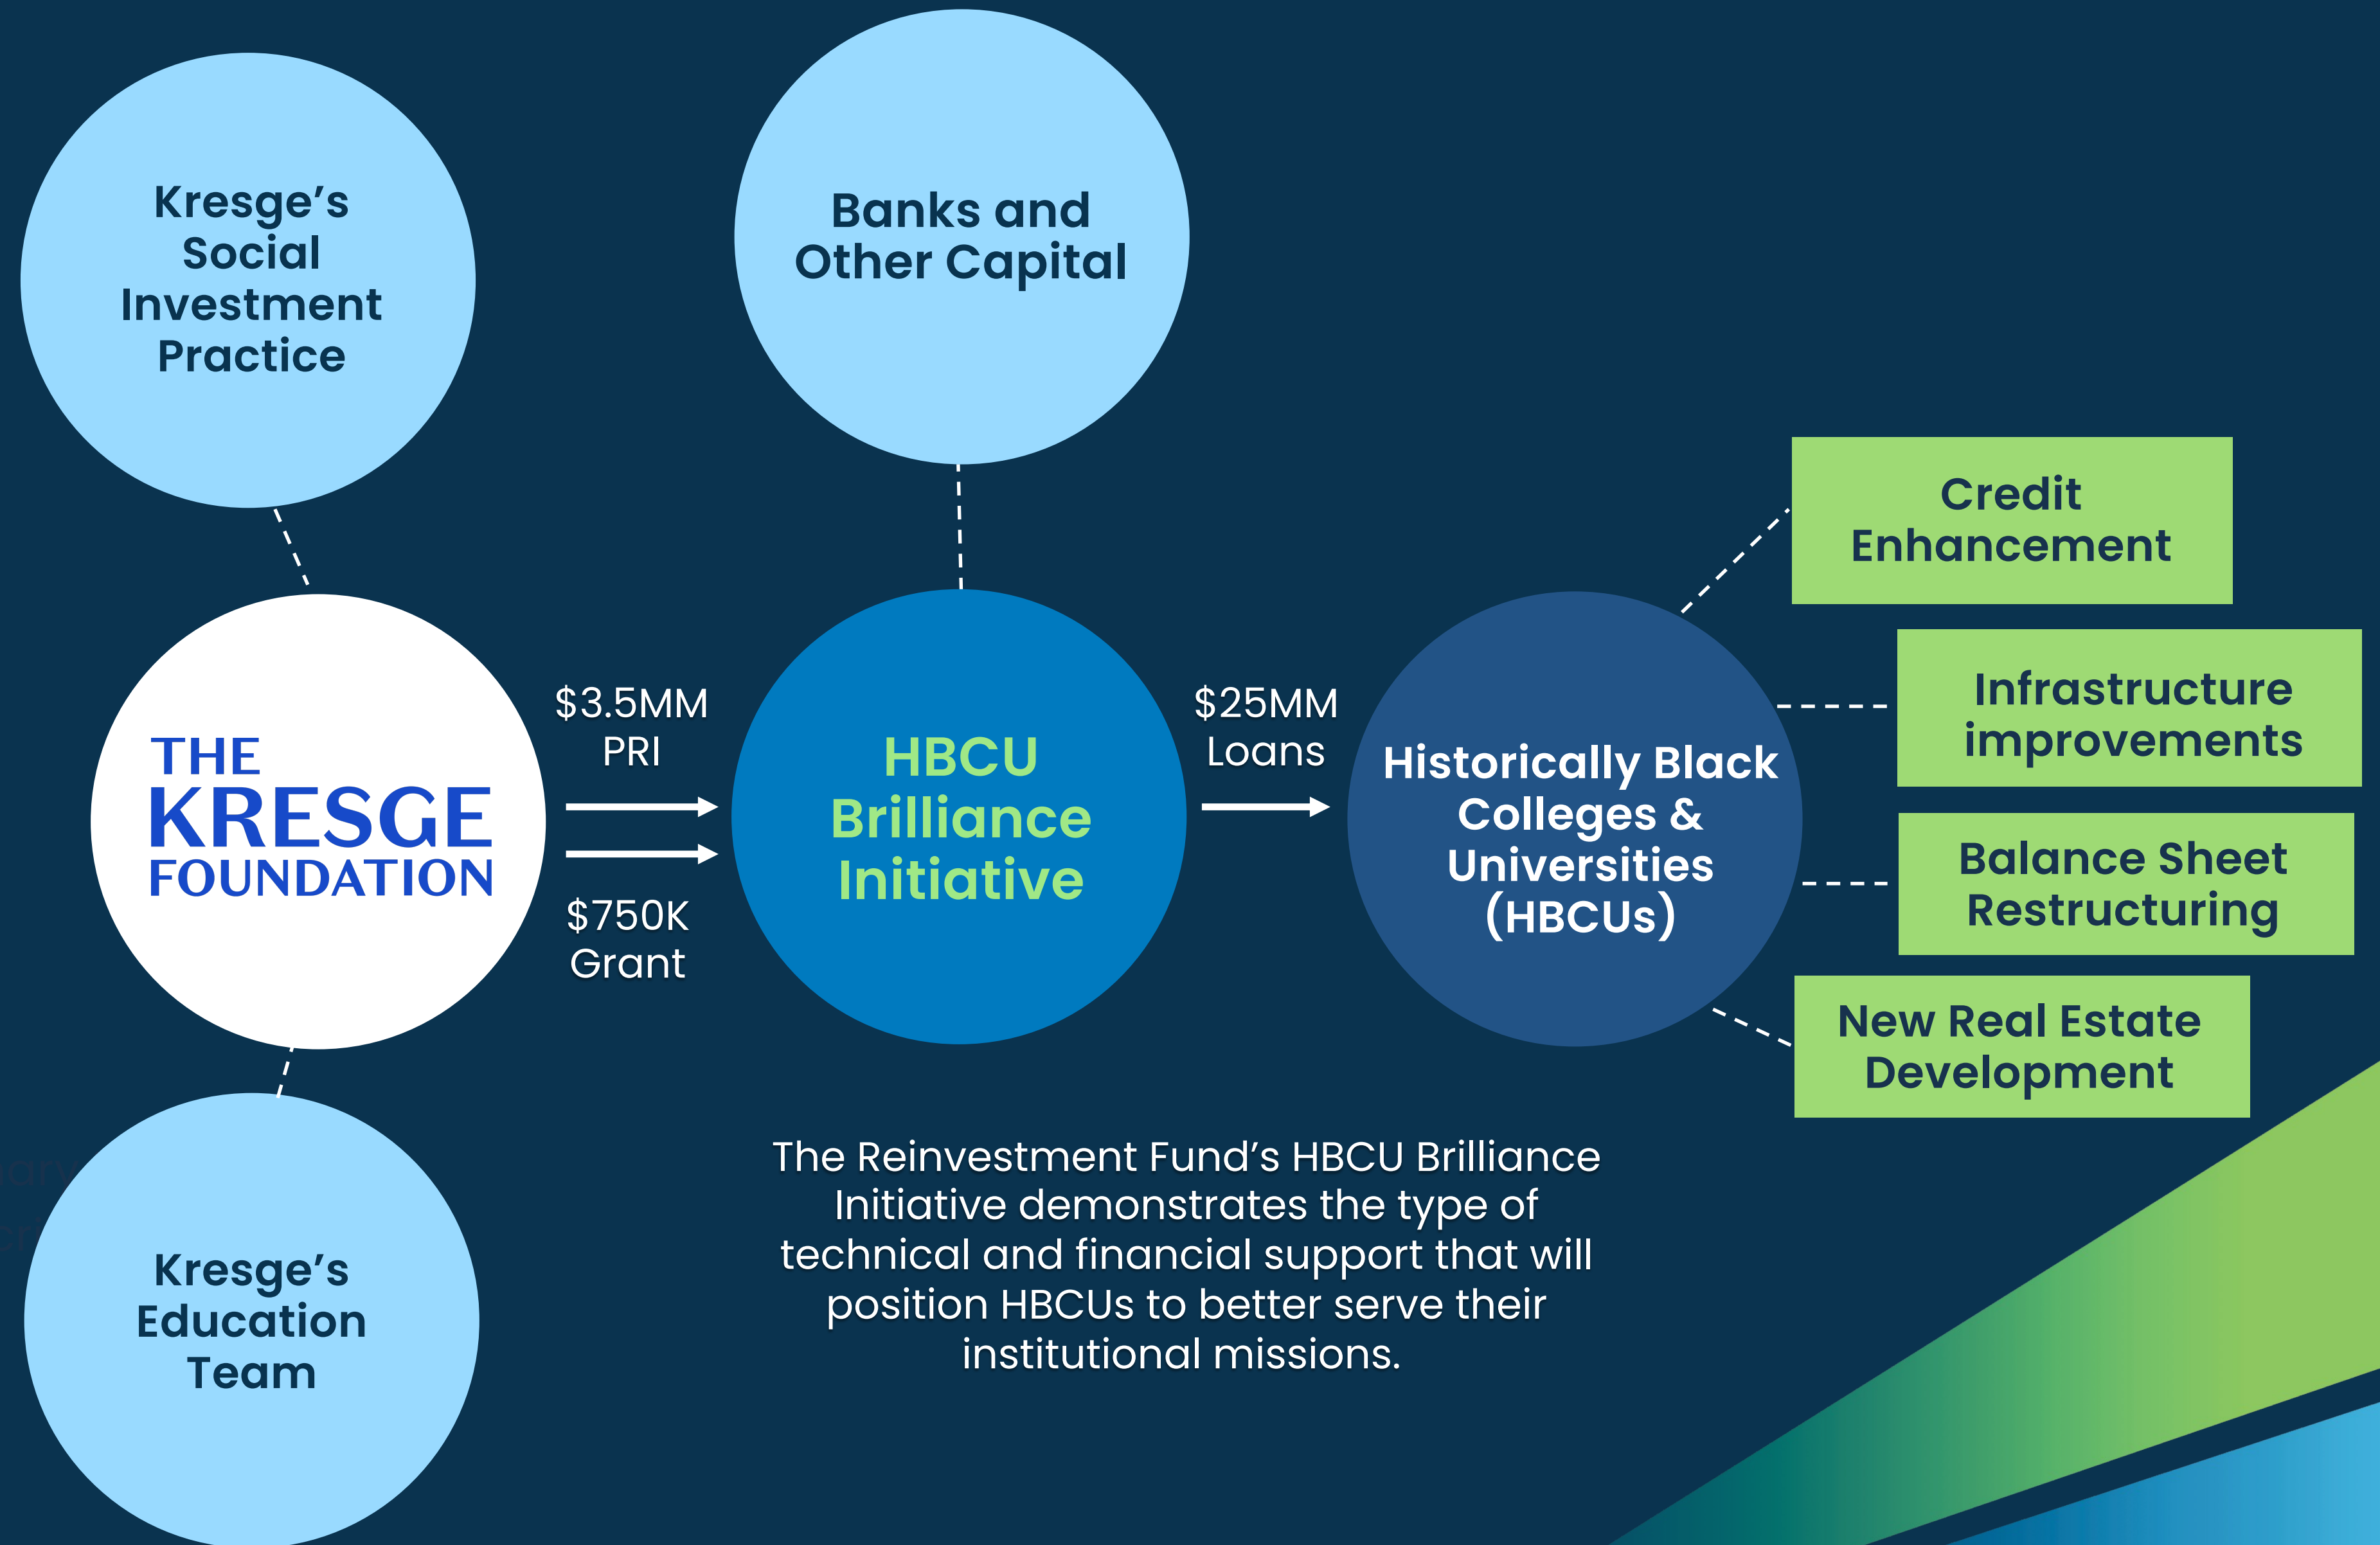 Kresge's
Social
Investment
Practice
Banks and
Other Capital
Credit
Enhancement
Infrastructure
improvements
$3.5MM
PRI
$25MM
Loans
THE
KRESGE
FOUNDATION
HBCU
Brilliance
Initiative
Historically Black
Colleges &
Universities
(HBCUs)
Balance Sheet
Restructuring
$750K
Grant
New Real Estate
Development
Kresge's
Education
Team
The Reinvestment Fund's HBCU Brilliance
Initiative demonstrates the type of
technical and financial support that will
position HBCUs to better serve their
institutional missions.